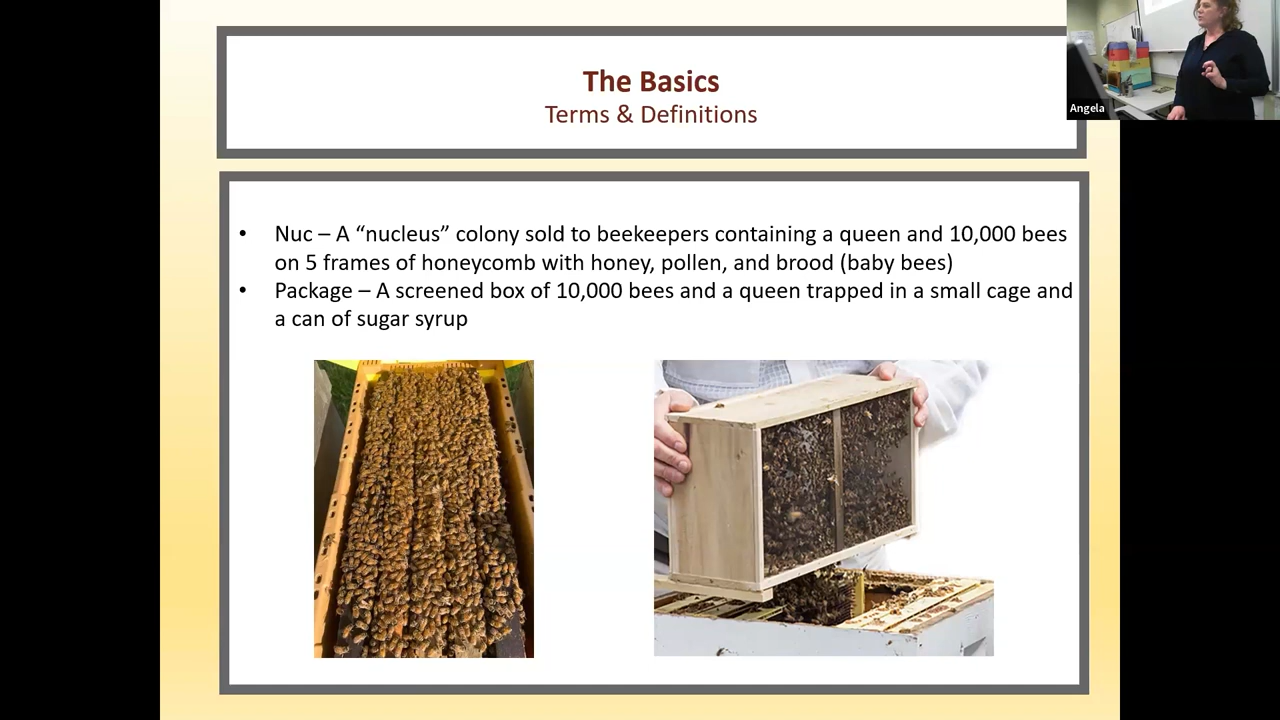 The Basics
Terms & Definitions
Angela
• Nuc – A “nucleus” colony sold to beekeepers containing a queen and 10,000 bees
on 5 frames of honeycomb with honey, pollen, and brood (baby bees)
• Package – A screened box of 10,000 bees and a queen trapped in a small cage and
a can of sugar syrup